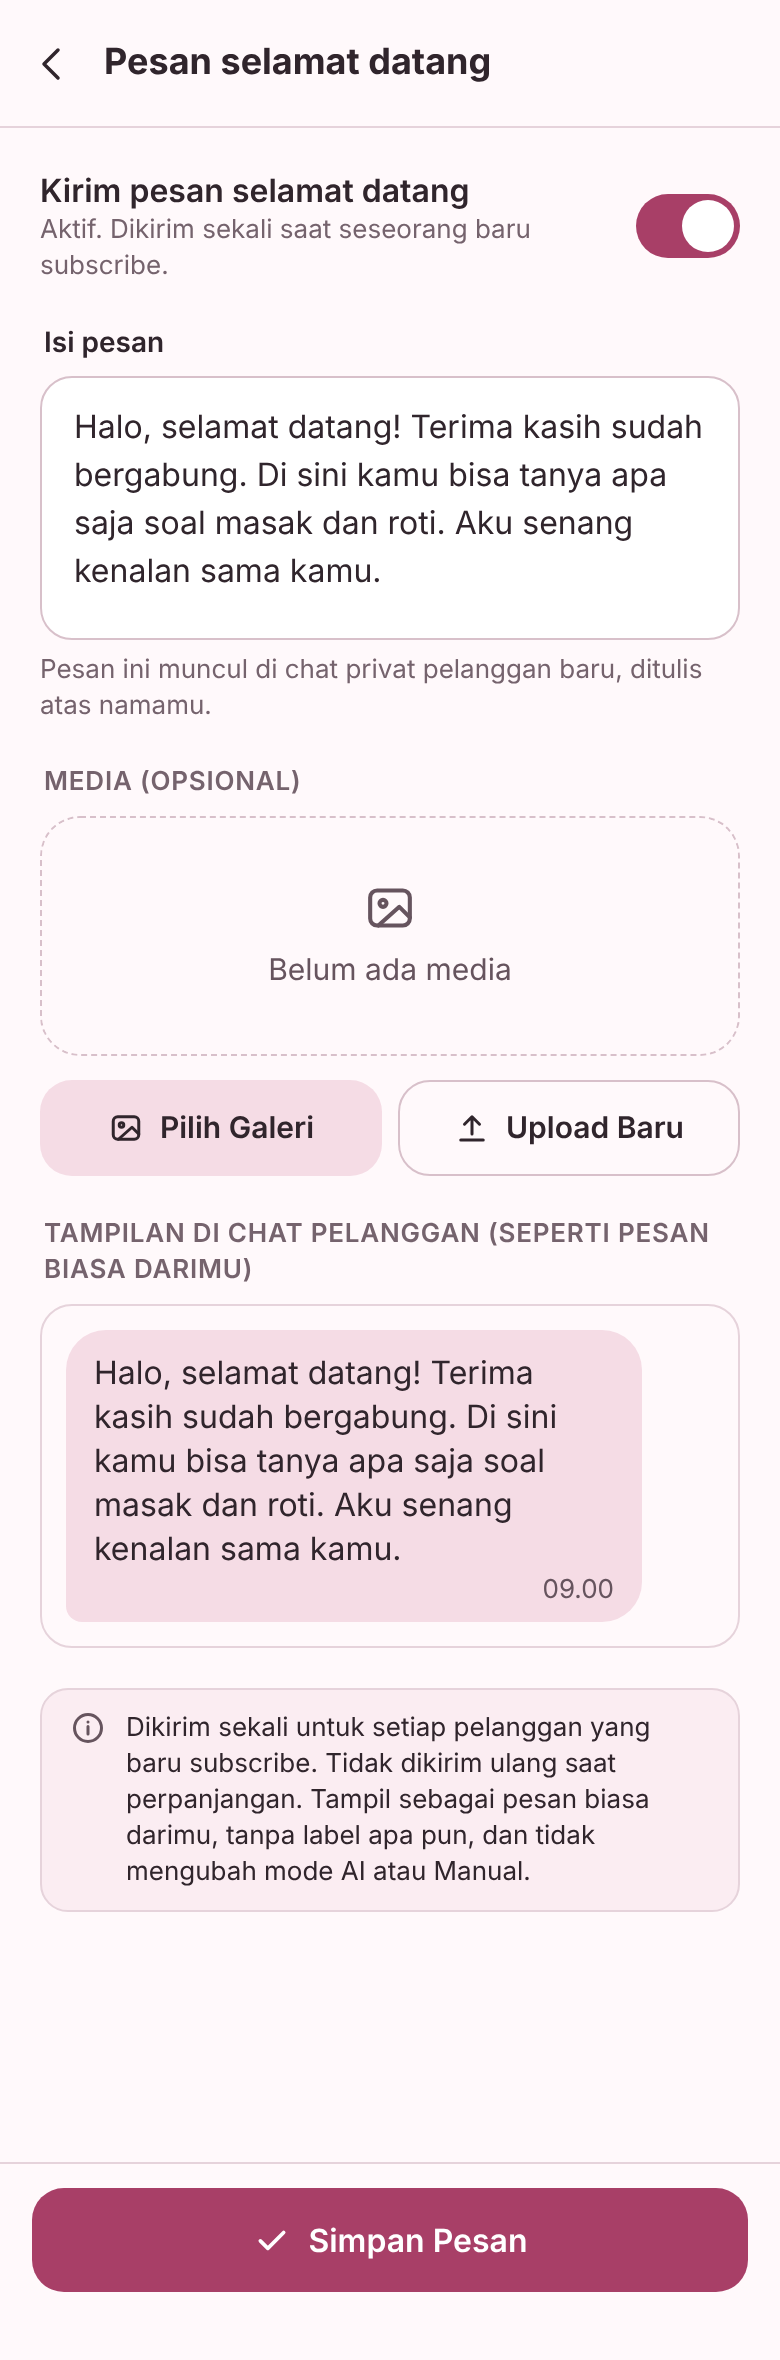 Pesan selamat datang
Kirim pesan selamat datang
Aktif. Dikirim sekali saat seseorang baru
subscribe.
Isi pesan
Halo, selamat datang! Terima kasih sudah
bergabung. Di sini kamu bisa tanya apa
saja soal masak dan roti. Aku senang
kenalan sama kamu.
Pesan ini muncul di chat privat pelanggan baru, ditulis
atas namamu.
MEDIA (OPSIONAL)
Belum ada media
Pilih Galeri
Upload Baru
TAMPILAN DI CHAT PELANGGAN (SEPERTI PESAN
BIASA DARIMU)
Halo, selamat datang! Terima
kasih sudah bergabung. Di sini
kamu bisa tanya apa saja soal
masak dan roti. Aku senang
kenalan sama kamu.
09.00
Dikirim sekali untuk setiap pelanggan yang
baru subscribe. Tidak dikirim ulang saat
perpanjangan. Tampil sebagai pesan biasa
darimu, tanpa label apa pun, dan tidak
mengubah mode AI atau Manual.
Simpan Pesan